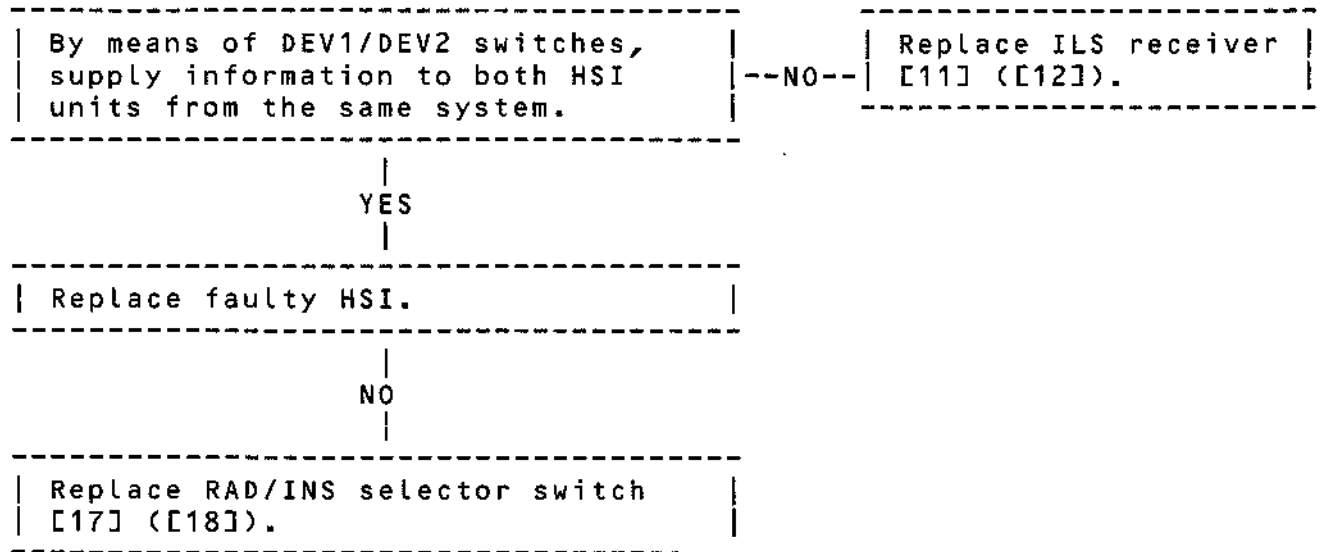 By means of DEV1/DEV2 switches,
supply information to both HSI
units from the same system.
--NO--
Replace ILS receiver
[11] ([12]).
YES
Replace faulty HSI.
NO
Replace RAD/INS selector switch
[17] ([18]).